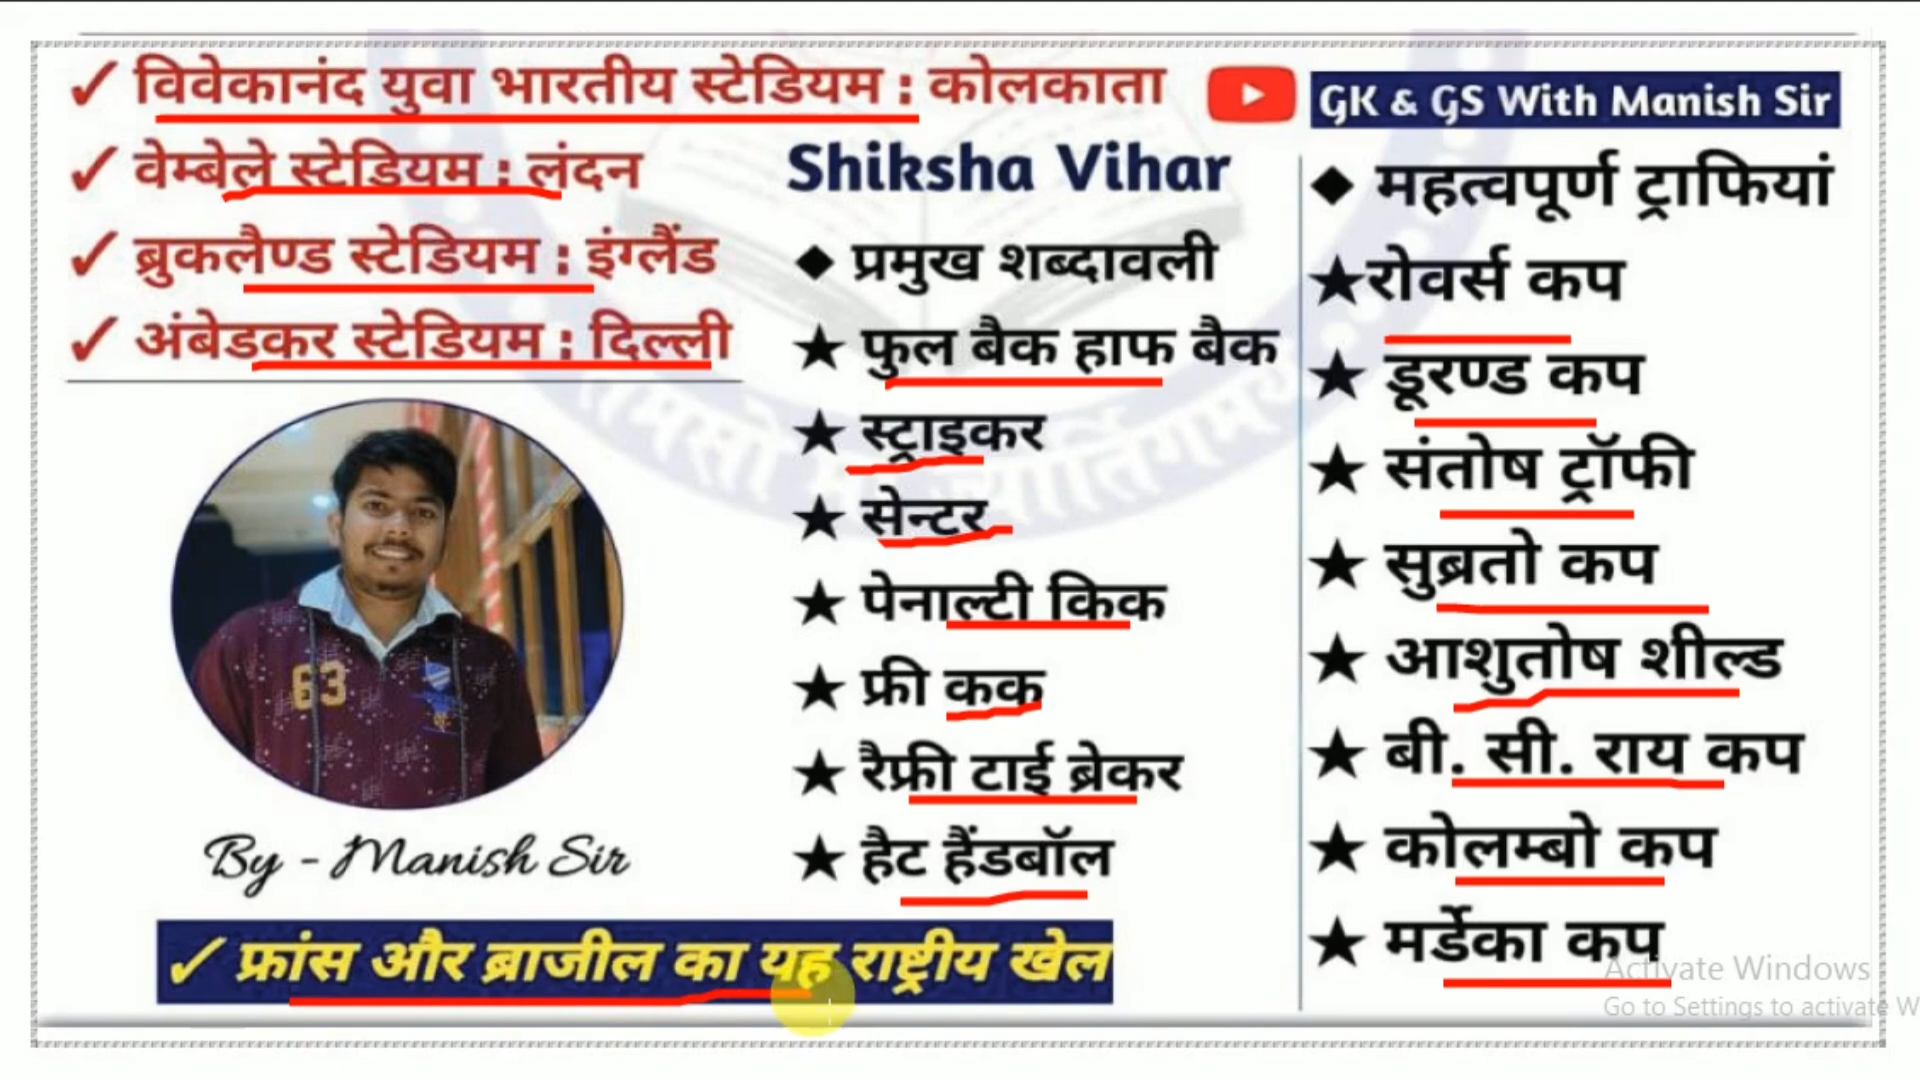 ✓ विवेकानंद युवा भारतीय स्टेडियम : कोलकाता
✓ वेम्बेले स्टेडियम : लंदन
✓ ब्रुकलैण्ड स्टेडियम : इंग्लैंड
✓ अंबेडकर स्टेडियम : दिल्ली
63
By - Manish Sir
✓ फ्रांस और ब्राजील का यह राष्ट्रीय खेल
Shiksha Vihar
◆ प्रमुख शब्दावली
★ फुल बैक हाफ बैक
★ स्ट्राइकर
★ सेन्टर
★ पेनाल्टी किक
★ फ्री कक
★ रैफ्री टाई ब्रेकर
★ हैट हैंडबॉल
GK & GS With Manish Sir
◆ महत्वपूर्ण ट्राफियां
★रोवर्स कप
★ डूरण्ड कप
★ संतोष ट्रॉफी
★ सुब्रतो कप
★ आशुतोष शील्ड
★ बी. सी. राय कप
★ कोलम्बो कप
★ मर्डेका कप
Activate Windows
Go to Settings to activate W